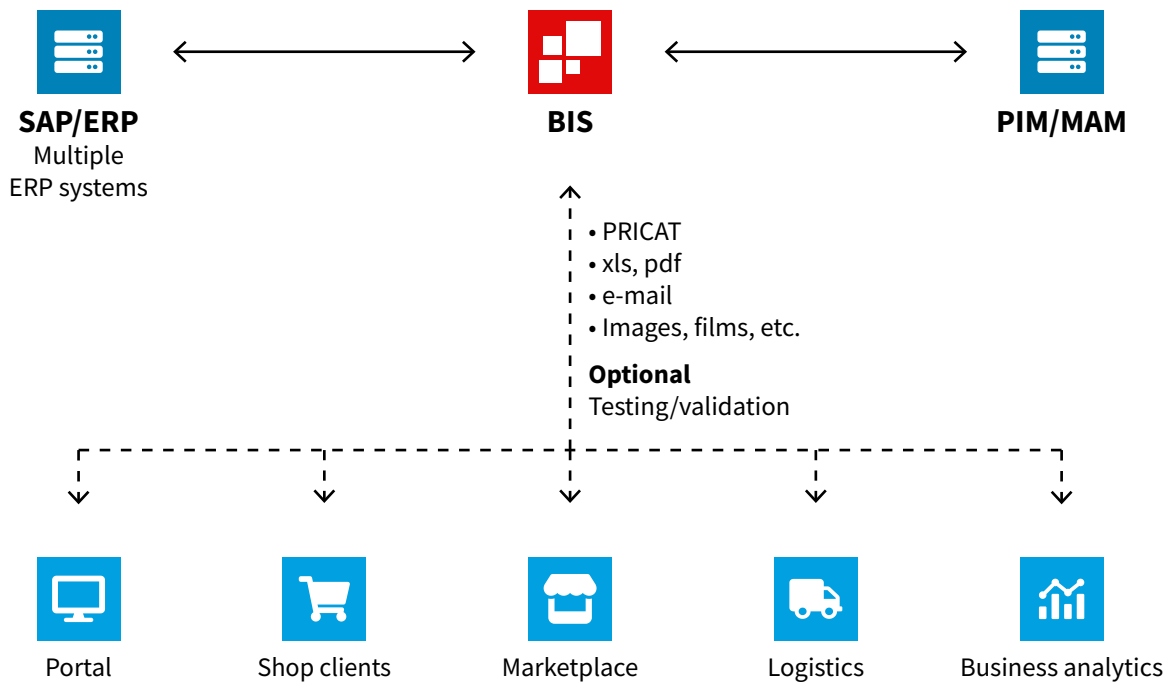 SAP/ERP
Multiple
ERP systems
BIS
PIM/MAM
• PRICAT
• xls, pdf
• e-mail
• Images, films, etc.
Optional
Testing/validation
Portal
Shop clients
Marketplace
Logistics
Business analytics